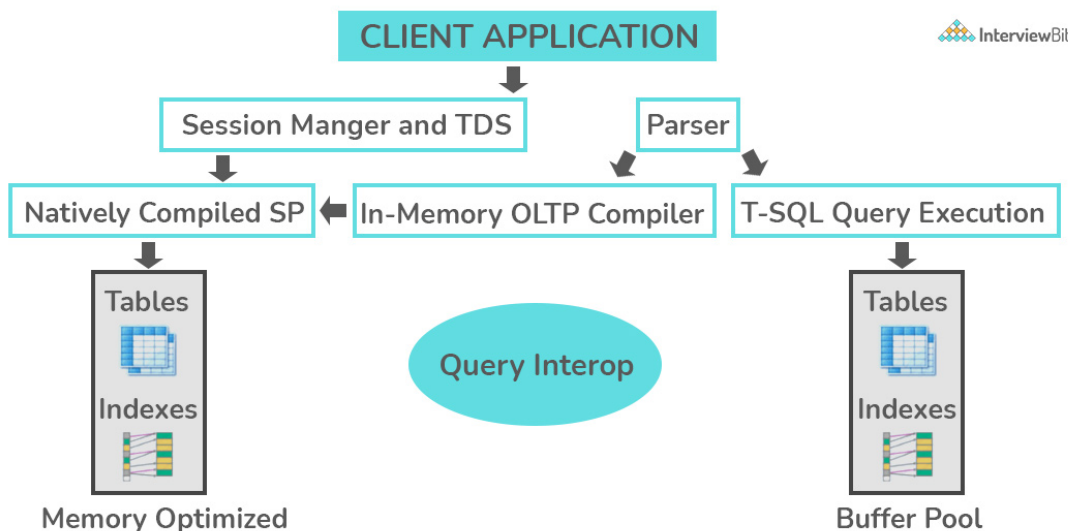 CLIENT APPLICATION
InterviewBit
Session Manger and TDS
Parser
Natively Compiled SP
In-Memory OLTP Compiler
T-SQL Query Execution
Tables
Indexes
Memory Optimized
Query Interop
Tables
Indexes
Buffer Pool